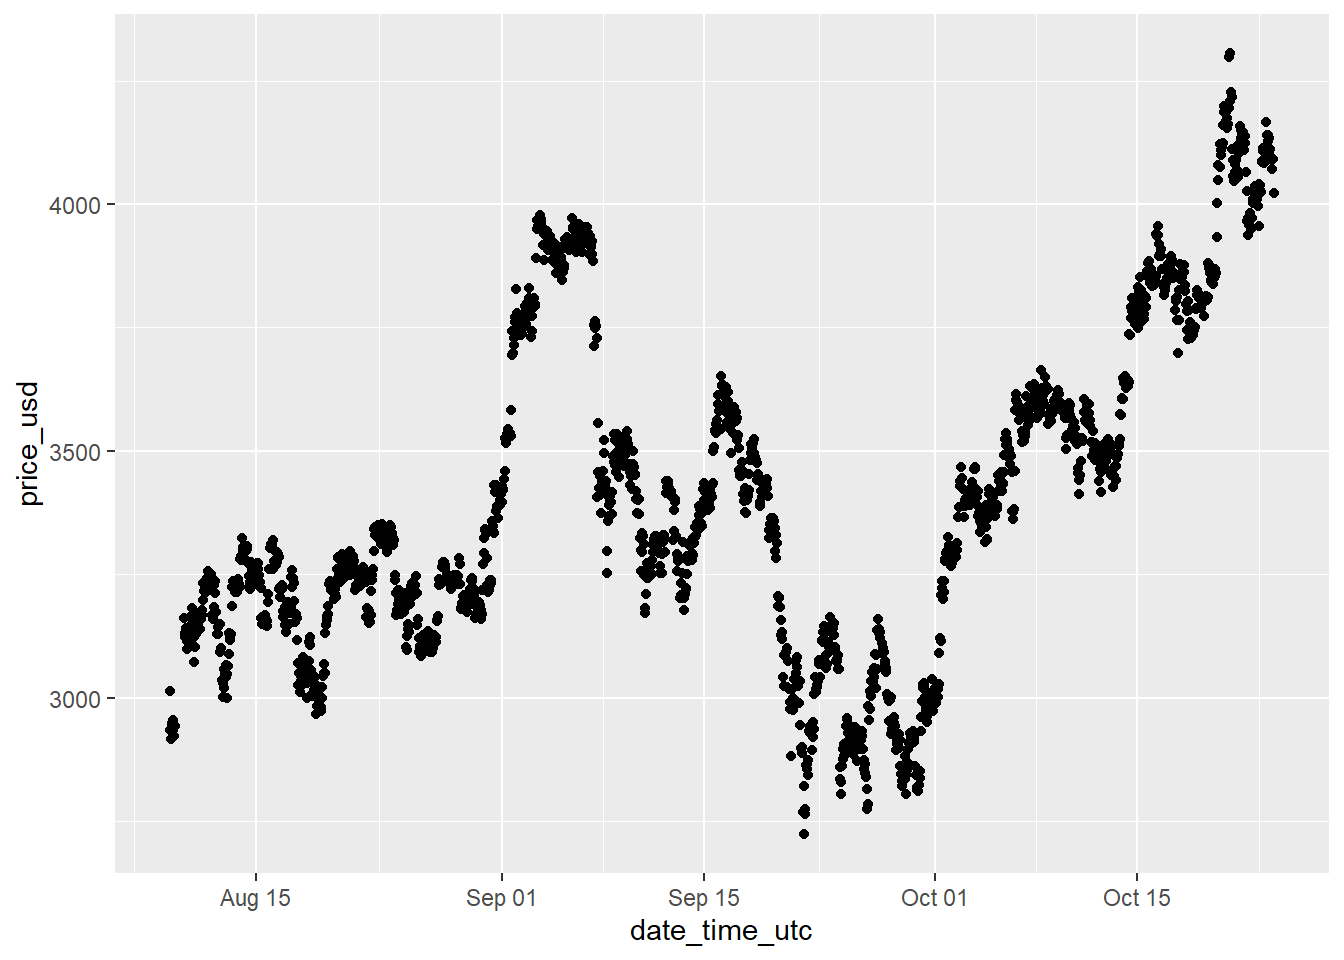 4000
3500
3000
price_usd
Aug 15
Sep 01
Sep 15
Oct 01
Oct 15
date_time_utc